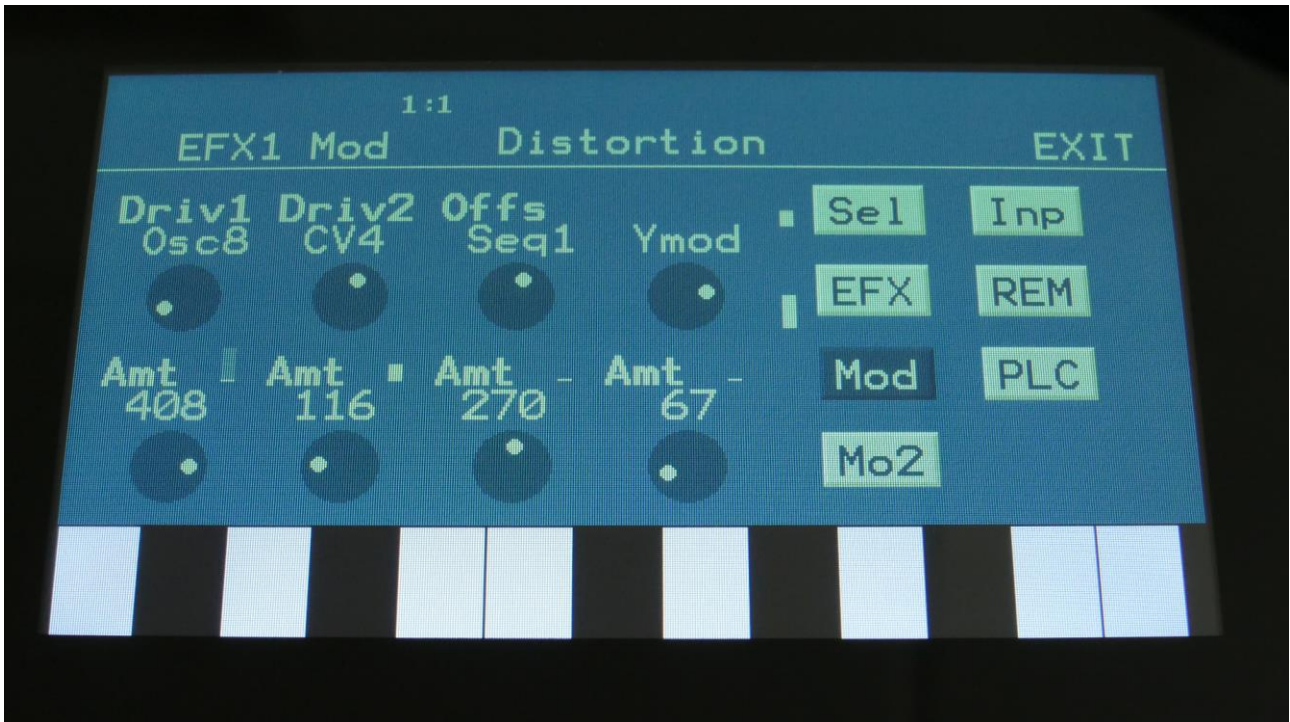 1:1
EFX1 Mod Distortion EXIT
Driv1 Driv2 Offs Sel Inp
Osc8 CV4 Seq1 Ymod
EFX REM
Amt Amt Amt Amt Mod PLC
408 116 270 67
Mo2